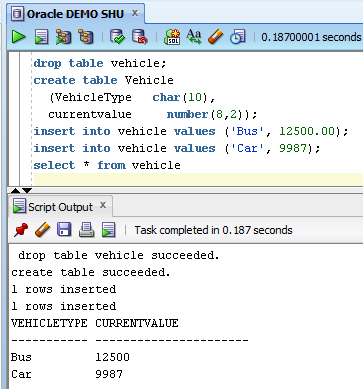 Oracle DEMO SHU x
0.18700001 seconds
drop table vehicle;
create table Vehicle
(VehicleType char(10),
currentvalue number(8,2));
insert into vehicle values ('Bus', 12500.00);
insert into vehicle values ('Car', 9987);
select * from vehicle
Script Output x
Task completed in 0.187 seconds
drop table vehicle succeeded.
create table succeeded.
1 rows inserted
1 rows inserted
VEHICLETYPE CURRENTVALUE
----------- ----------------------
Bus 12500
Car 9987